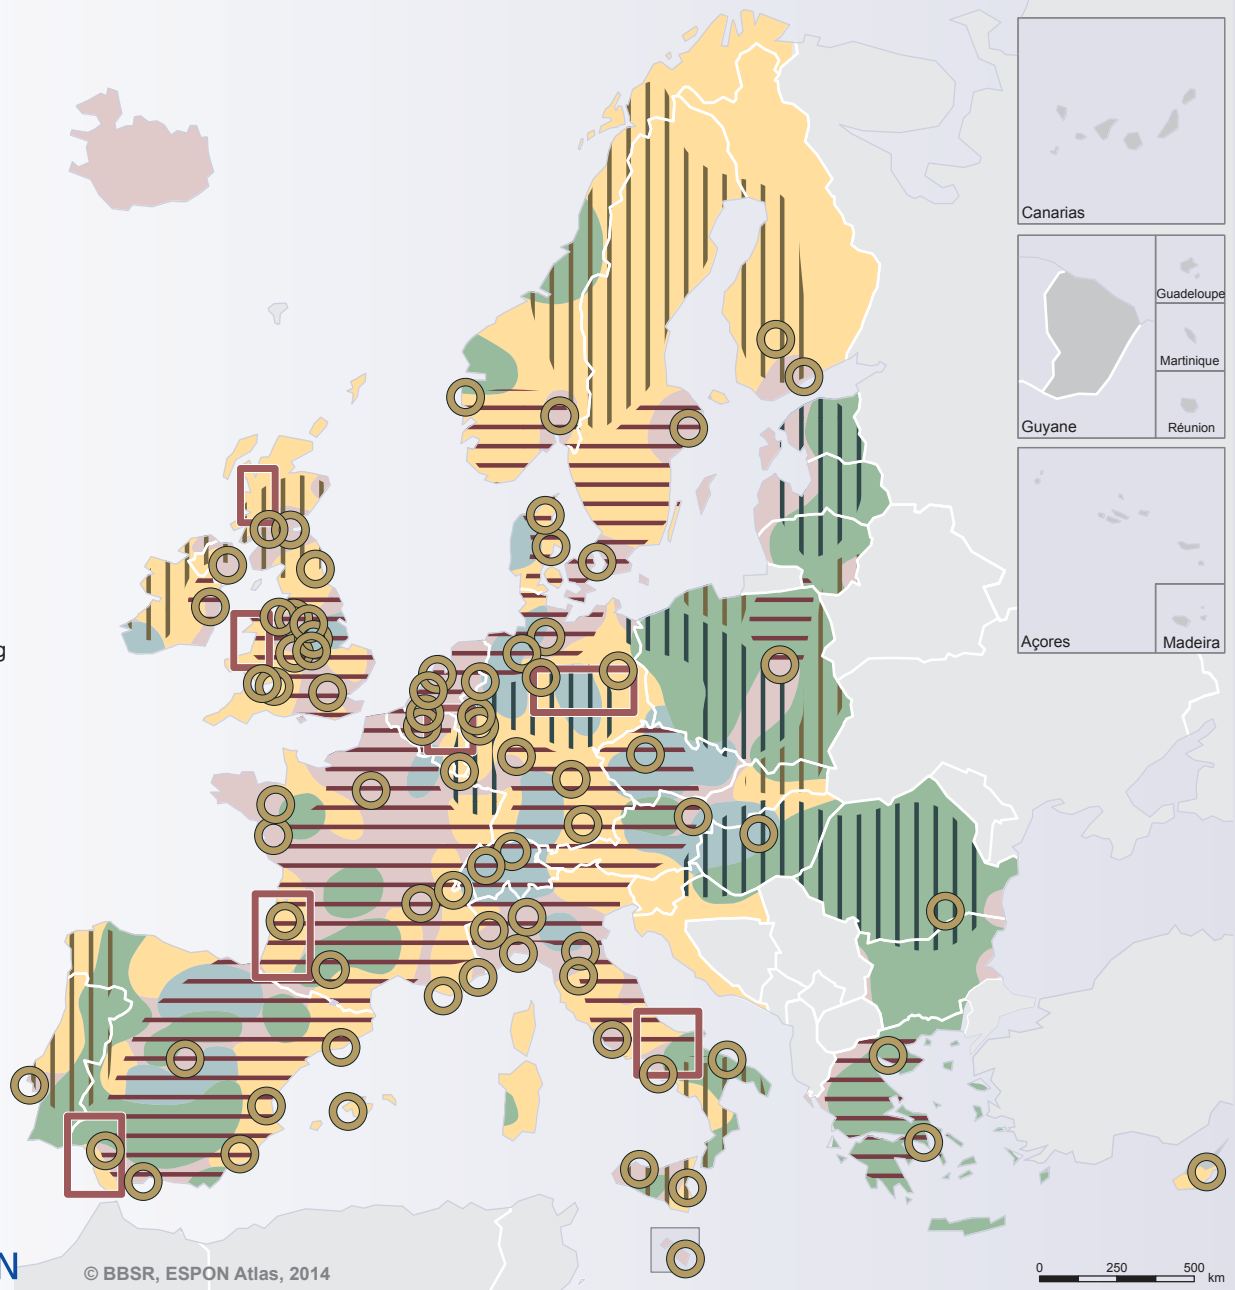 Canarias
Guadeloupe
Martinique
Guyane
Réunion
g
Açores
Madeira
N
© BBSR, ESPON Atlas, 2014
0 250 500
km